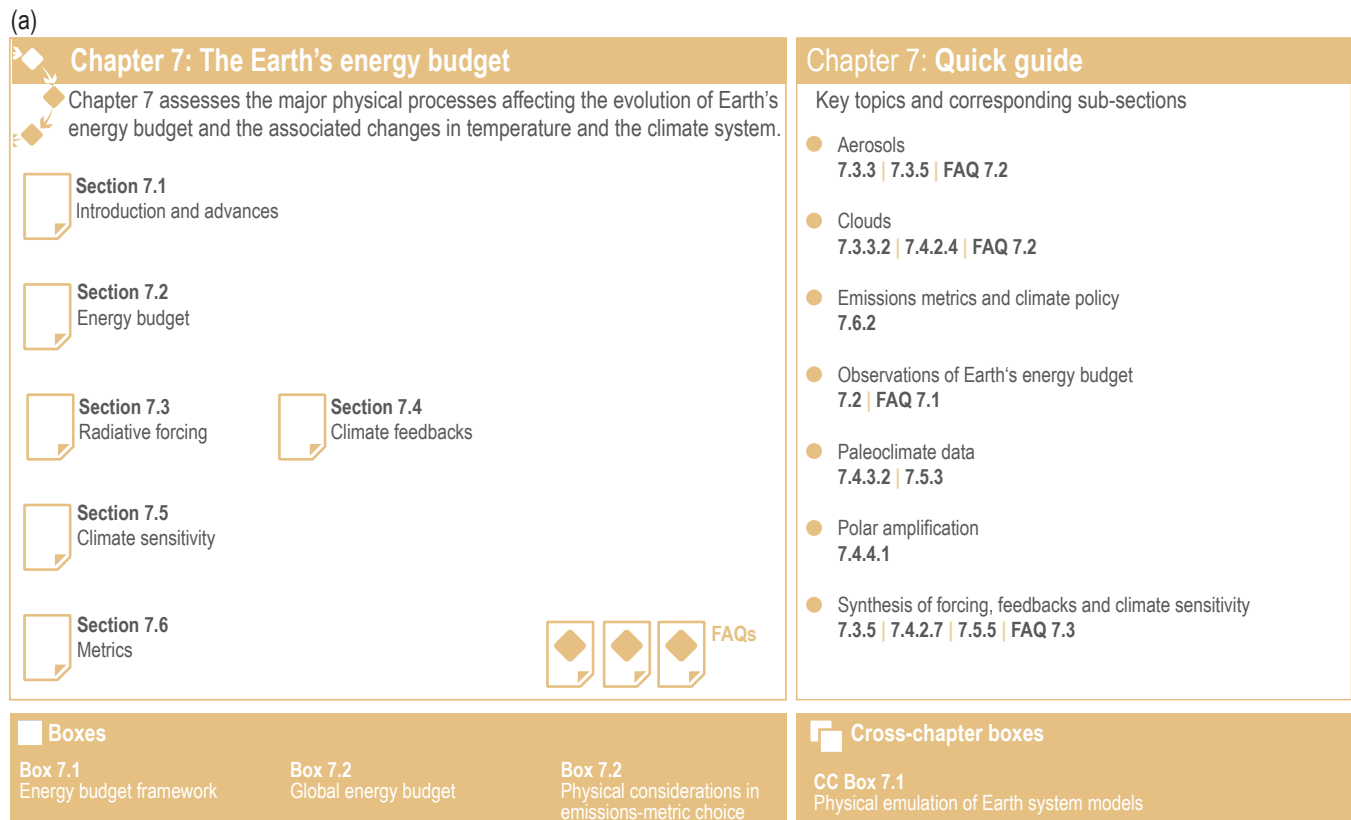 (a)
Chapter 7: The Earth's energy budget
Chapter 7 assesses the major physical processes affecting the evolution of Earth's
energy budget and the associated changes in temperature and the climate system.
Section 7.1
Introduction and advances
Section 7.2
Energy budget
Section 7.3
Radiative forcing
Section 7.4
Climate feedbacks
Section 7.5
Climate sensitivity
Section 7.6
Metrics
FAQs
Chapter 7: Quick guide
Key topics and corresponding sub-sections
Aerosols
7.3.3 | 7.3.5 | FAQ 7.2
Clouds
7.3.3.2 | 7.4.2.4 | FAQ 7.2
Emissions metrics and climate policy
7.6.2
Observations of Earth‘s energy budget
7.2 | FAQ 7.1
Paleoclimate data
7.4.3.2 | 7.5.3
Polar amplification
7.4.4.1
Synthesis of forcing, feedbacks and climate sensitivity
7.3.5 | 7.4.2.7 | 7.5.5 | FAQ 7.3
Boxes
Box 7.1
Energy budget framework
Box 7.2
Global energy budget
Box 7.2
Physical considerations in
emissions-metric choice
Cross-chapter boxes
CC Box 7.1
Physical emulation of Earth system models